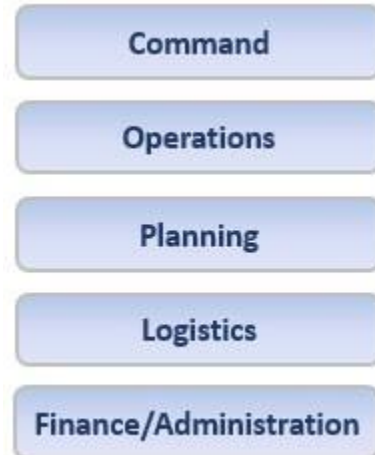 Command
Operations
Planning
Logistics
Finance/Administration